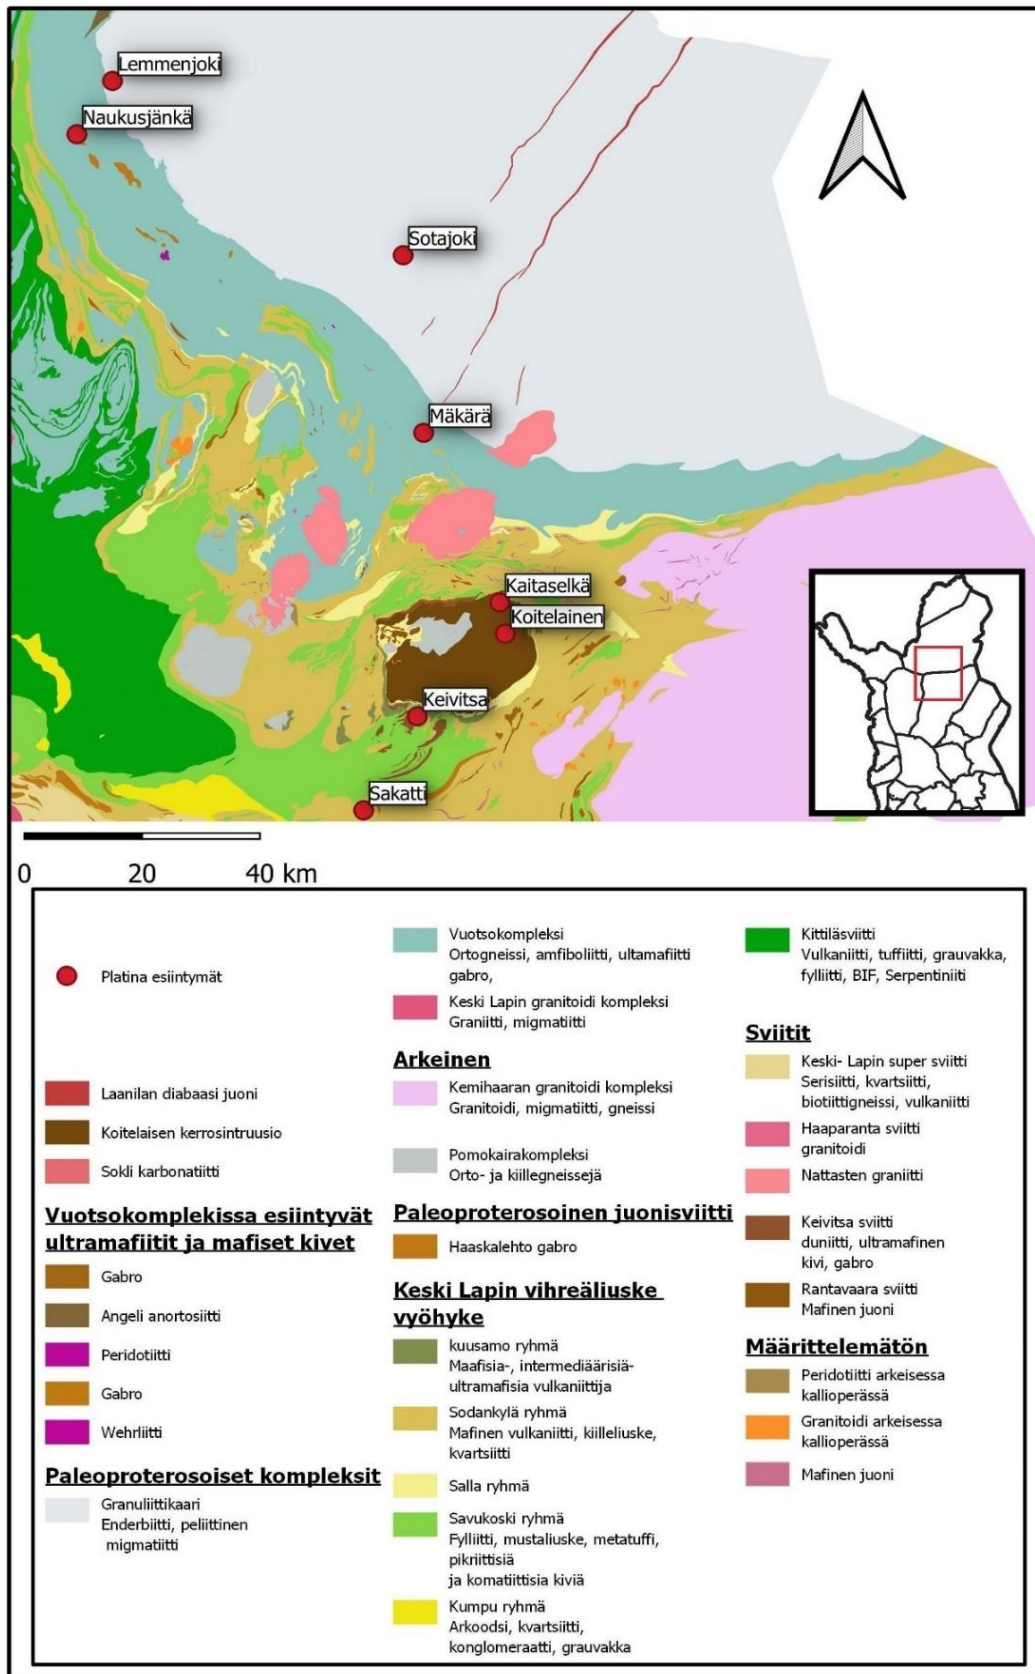 Lemmenjoki
Naukusjänkä
Sotajoki
Mäkärä
Kaitaselkä
Koitelainen
Keivitsa
Sakatti
0 20 40 km
Platina esiintymät
Laanilan diabaasi juoni
Koitelaisen kerrosintruusio
Sokli karbonatiitti
Vuotsokomplekissa esiintyvät
ultramafiitit ja mafiset kivet
Gabro
Angeli anortosiitti
Peridotiitti
Gabro
Wehrliitti
Paleoproterosoiset kompleksit
Granuliittikaari
Enderbiitti, peliittinen
migmatiitti
Vuotsokompleksi
Ortogneissi, amfiboliitti, ultamafiitti
gabro,
Keski Lapin granitoidi kompleksi
Graniitti, migmatiitti
Arkeinen
Kemihaaran granitoidi kompleksi
Granitoidi, migmatiitti, gneissi
Pomokairakompleksi
Orto- ja kiillegneissejä
Paleoproterosoinen juonisviitti
Haaskalehto gabro
Keski Lapin vihreäliuske
vyöhyke
kuusamo ryhmä
Maafisia-, intermediäärisiä-
ultramafisia vulkaniittija
Sodankylä ryhmä
Mafinen vulkaniitti, kiilleliuske,
kvartsiitti
Salla ryhmä
Savukoski ryhmä
Fylliitti, mustaliuske, metatuffi,
pikriittisiä
ja komatiittisia kiviä
Kumpu ryhmä
Arkoodsi, kvartsiitti,
konglomeraatti, grauvakka
Kittiläsviitti
Vulkaniitti, tuffiitti, grauvakka,
fylliitti, BIF, Serpentiniiti
Sviitit
Keski- Lapin super sviitti
Serisiitti, kvartsiitti,
biotiittigneissi, vulkaniitti
Haaparanta sviitti
granitoidi
Nattasten graniitti
Keivitsa sviitti
duniitti, ultramafinen
kivi, gabro
Rantavaara sviitti
Mafinen juoni
Määrittelemätön
Peridotiitti arkeisessa
kallioperässä
Granitoidi arkeisessa
kallioperässä
Mafinen juoni